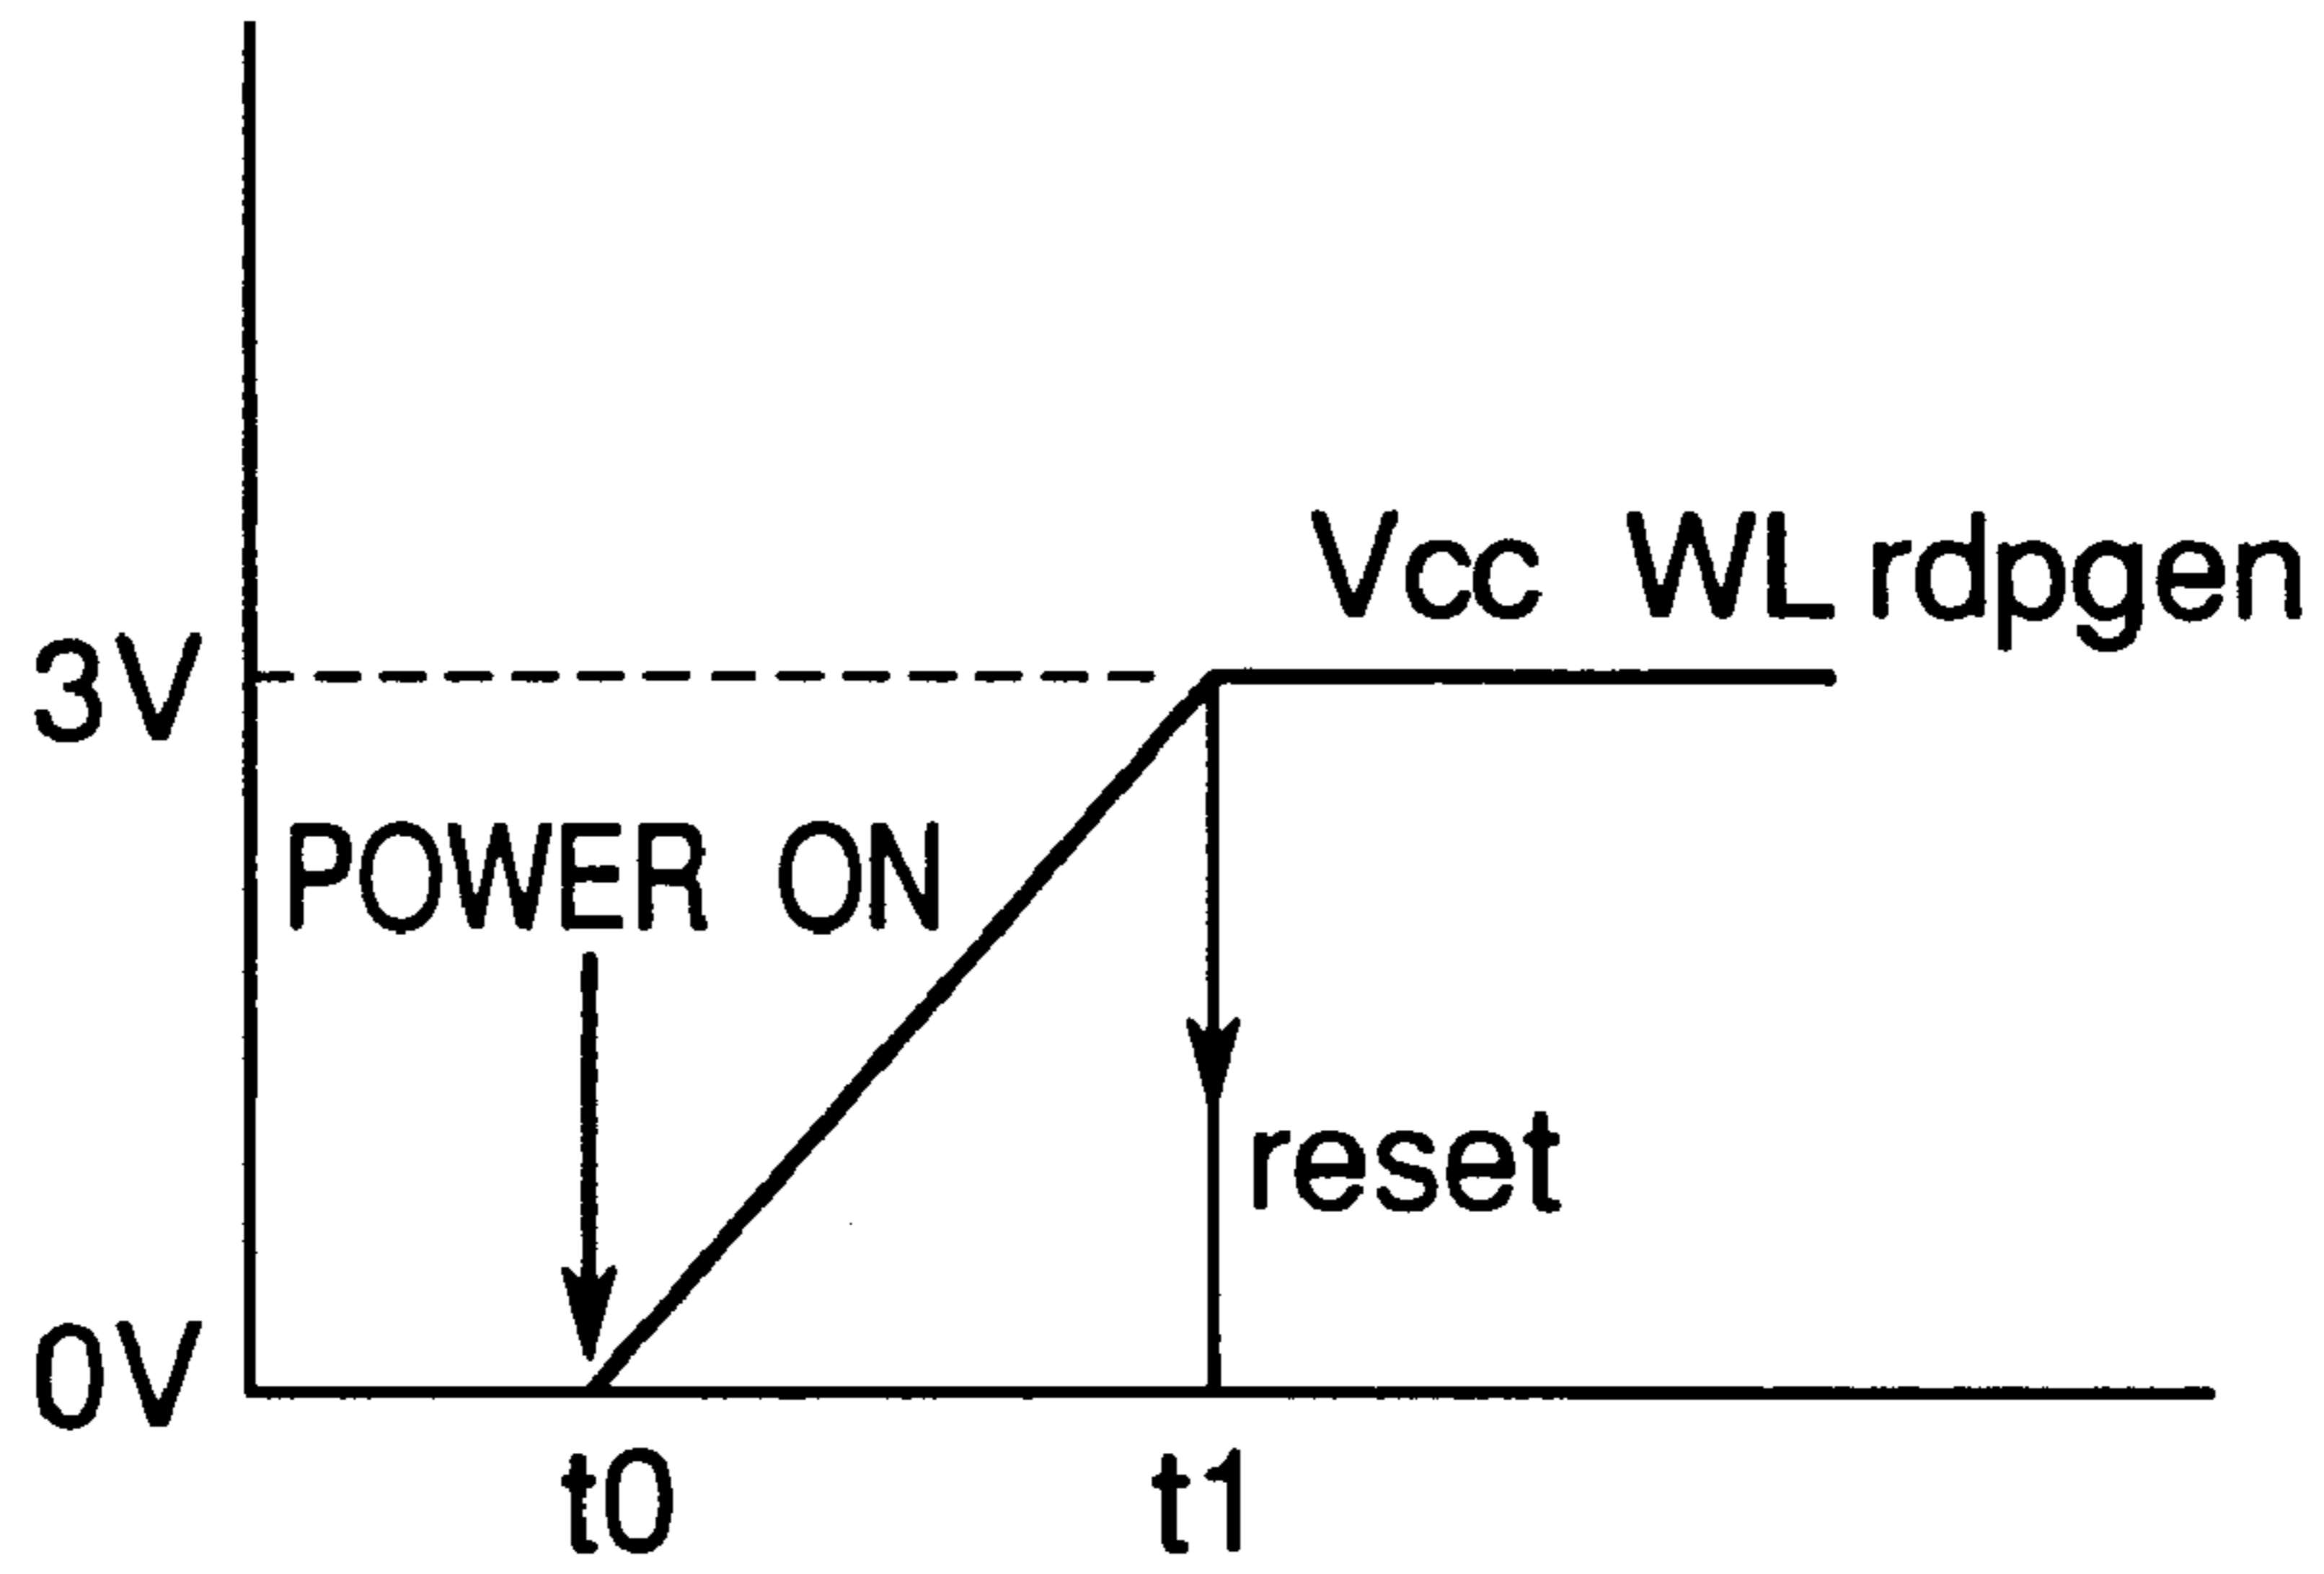 Vcc WL rdpgen
3V
POWER ON
reset
0V
t0 t1